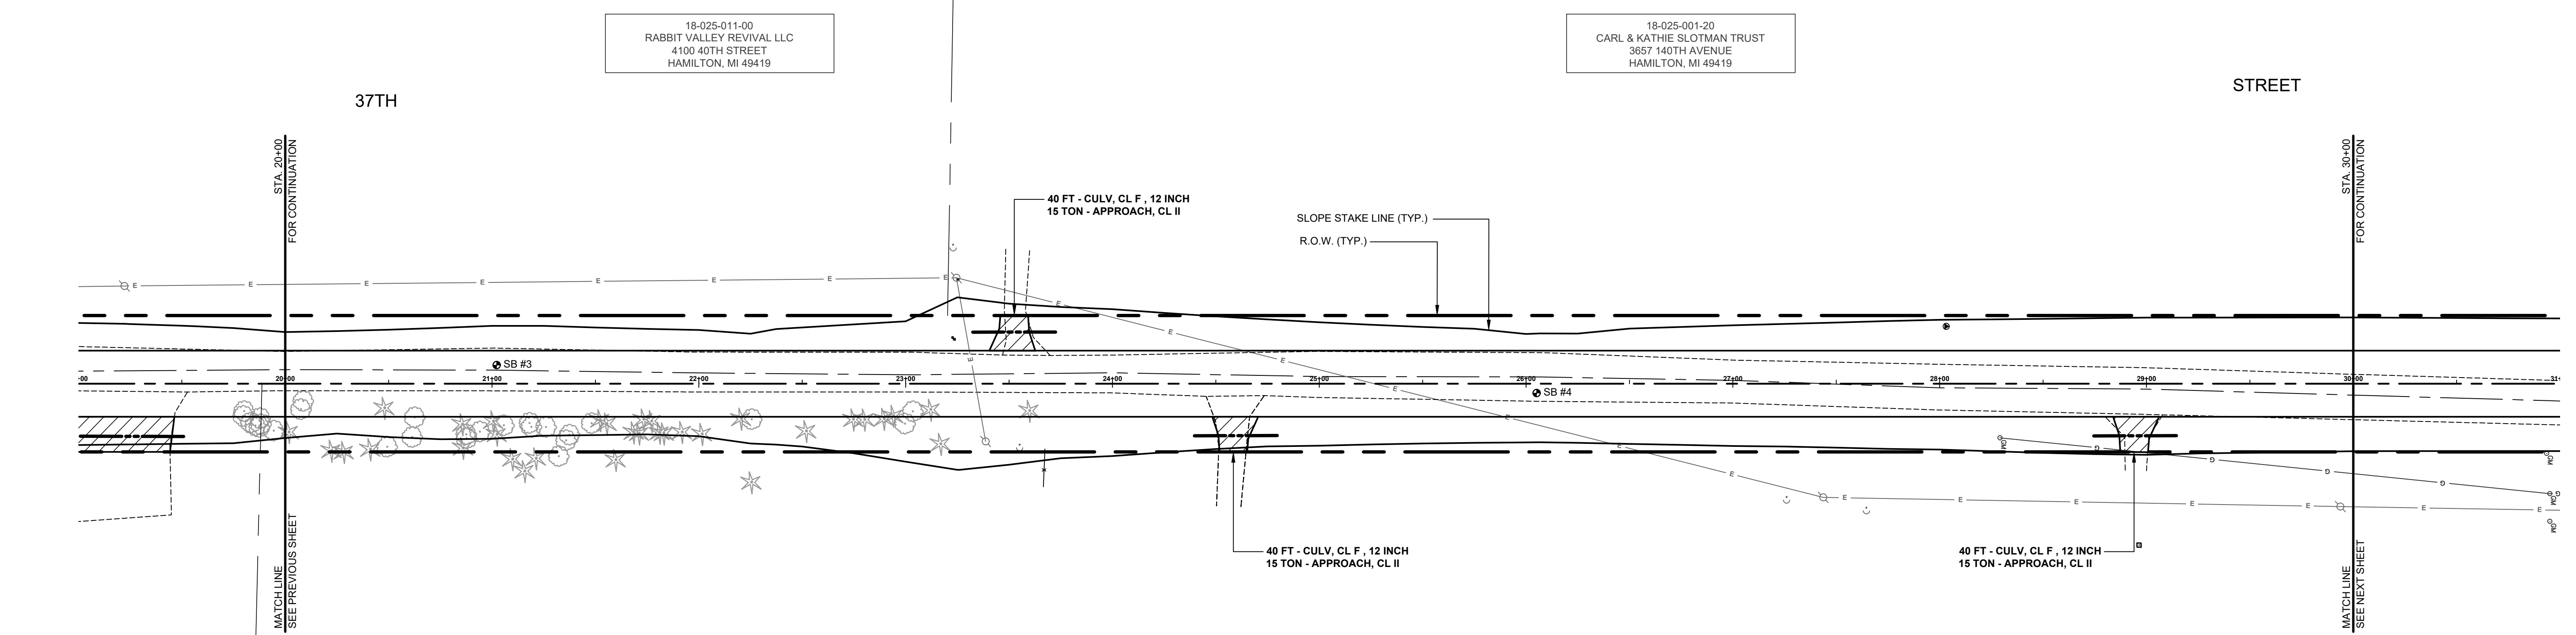 18-025-011-00
RABBIT VALLEY REVIVAL LLC
4100 40TH STREET
HAMILTON, MI 49419
18-025-001-20
CARL & KATHIE SLOTMAN TRUST
3657 140TH AVENUE
HAMILTON, MI 49419
37TH
STREET
STA. 20+00
FOR CONTINUATION
STA. 30+00
FOR CONTINUATION
40 FT - CULV, CL F , 12 INCH
15 TON - APPROACH, CL II
SLOPE STAKE LINE (TYP.)
R.O.W. (TYP.)
E E E E E E E E
E E E E E E E
SB #3
+00 20+00 21+00 22+00 23+00 24+00 25+00 26+00 27+00 28+00 29+00 30+00 31+
SB #4
GM G G G GM
E E E E E E E
G GM
GM
40 FT - CULV, CL F , 12 INCH
15 TON - APPROACH, CL II
40 FT - CULV, CL F , 12 INCH
15 TON - APPROACH, CL II
MATCH LINE
SEE PREVIOUS SHEET
MATCH LINE
SEE NEXT SHEET